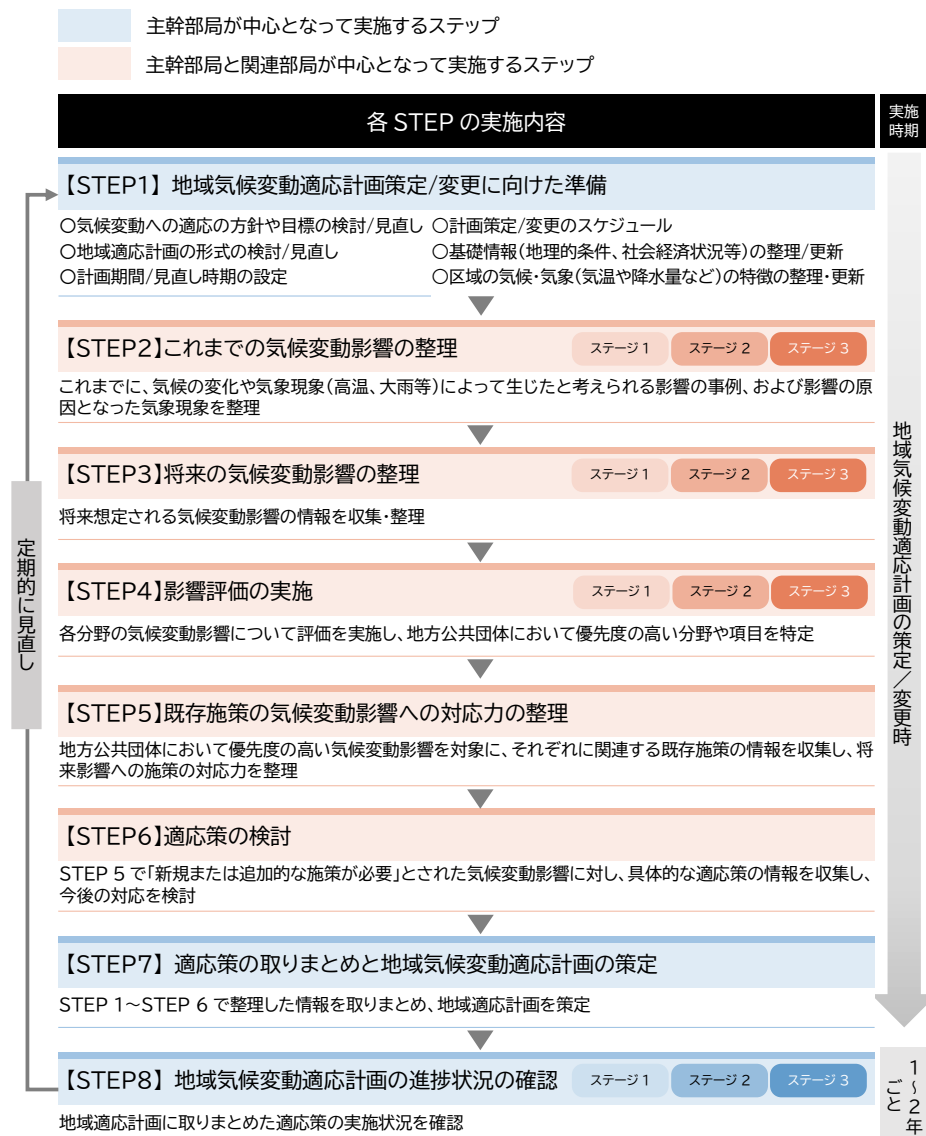 主幹部局が中心となって実施するステップ
主幹部局と関連部局が中心となって実施するステップ
各 STEP の実施内容
実施
時期
【STEP1】 地域気候変動適応計画策定/変更に向けた準備
○気候変動への適応の方針や目標の検討/見直し ○計画策定/変更のスケジュール
○地域適応計画の形式の検討/見直し ○基礎情報(地理的条件、社会経済状況等)の整理/更新
○計画期間/見直し時期の設定 ○区域の気候・気象(気温や降水量など)の特徴の整理・更新
【STEP2】これまでの気候変動影響の整理 ステージ 1 ステージ 2 ステージ 3
これまでに、気候の変化や気象現象(高温、大雨等)によって生じたと考えられる影響の事例、および影響の原
因となった気象現象を整理
【STEP3】将来の気候変動影響の整理 ステージ 1 ステージ 2 ステージ 3
将来想定される気候変動影響の情報を収集・整理
【STEP4】影響評価の実施 ステージ 1 ステージ 2 ステージ 3
各分野の気候変動影響について評価を実施し、地方公共団体において優先度の高い分野や項目を特定
【STEP5】既存施策の気候変動影響への対応力の整理
地方公共団体において優先度の高い気候変動影響を対象に、それぞれに関連する既存施策の情報を収集し、将
来影響への施策の対応力を整理
【STEP6】適応策の検討
STEP 5 で「新規または追加的な施策が必要」とされた気候変動影響に対し、具体的な適応策の情報を収集し、
今後の対応を検討
【STEP7】 適応策の取りまとめと地域気候変動適応計画の策定
STEP 1~STEP 6 で整理した情報を取りまとめ、地域適応計画を策定
【STEP8】 地域気候変動適応計画の進捗状況の確認 ステージ 1 ステージ 2 ステージ 3
地域適応計画に取りまとめた適応策の実施状況を確認
定期的に見直し
地域気候変動適応計画の策定/変更時
1~2年
ごと